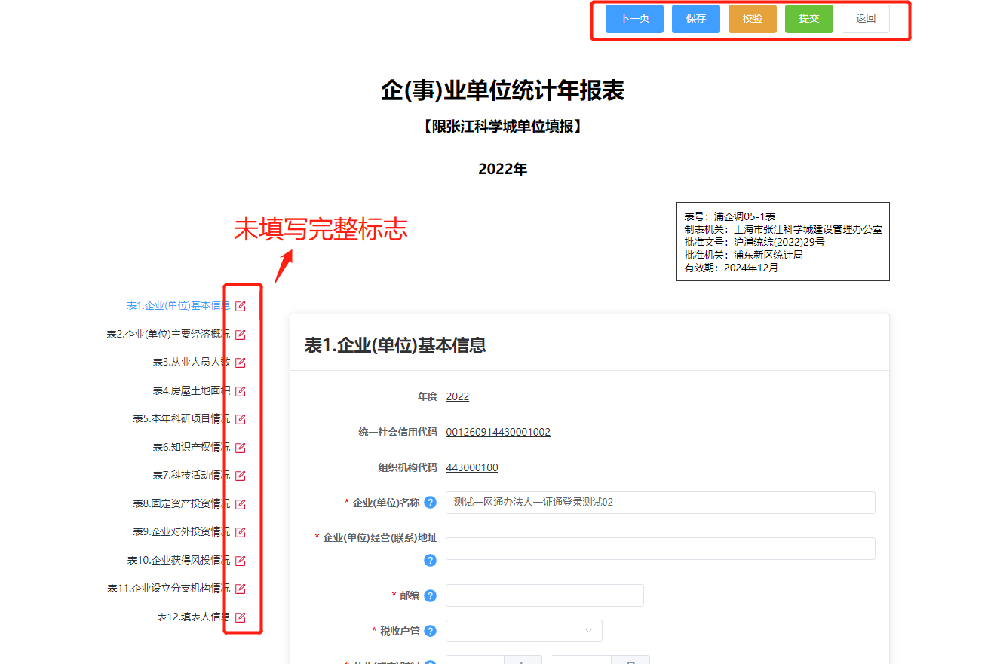 下一页 保存 校验 提交 返回
企(事)业单位统计年报表
【限张江科学城单位填报】
2022年
表号：浦企调05-1表
制表机关：上海市张江科学城建设管理办公室
批准文号：沪浦统综(2022)29号
批准机关：浦东新区统计局
有效期：2024年12月
未填写完整标志
表1.企业(单位)基本信息
表2.企业(单位)主要经济概况
表3.从业人员人数
表4.房屋土地面积
表5.本年科研项目情况
表6.知识产权情况
表7.科技活动情况
表8.固定资产投资情况
表9.企业对外投资情况
表10.企业获得风投情况
表11.企业设立分支机构情况
表12.填表人信息
表1.企业(单位)基本信息
年度 2022
统一社会信用代码 001260914430001002
组织机构代码 443000100
* 企业(单位)名称 ? 测试一网通办法人一证通登录测试02
* 企业(单位)经营(联系)地址
?
* 邮编 ?
* 税收户管 ?